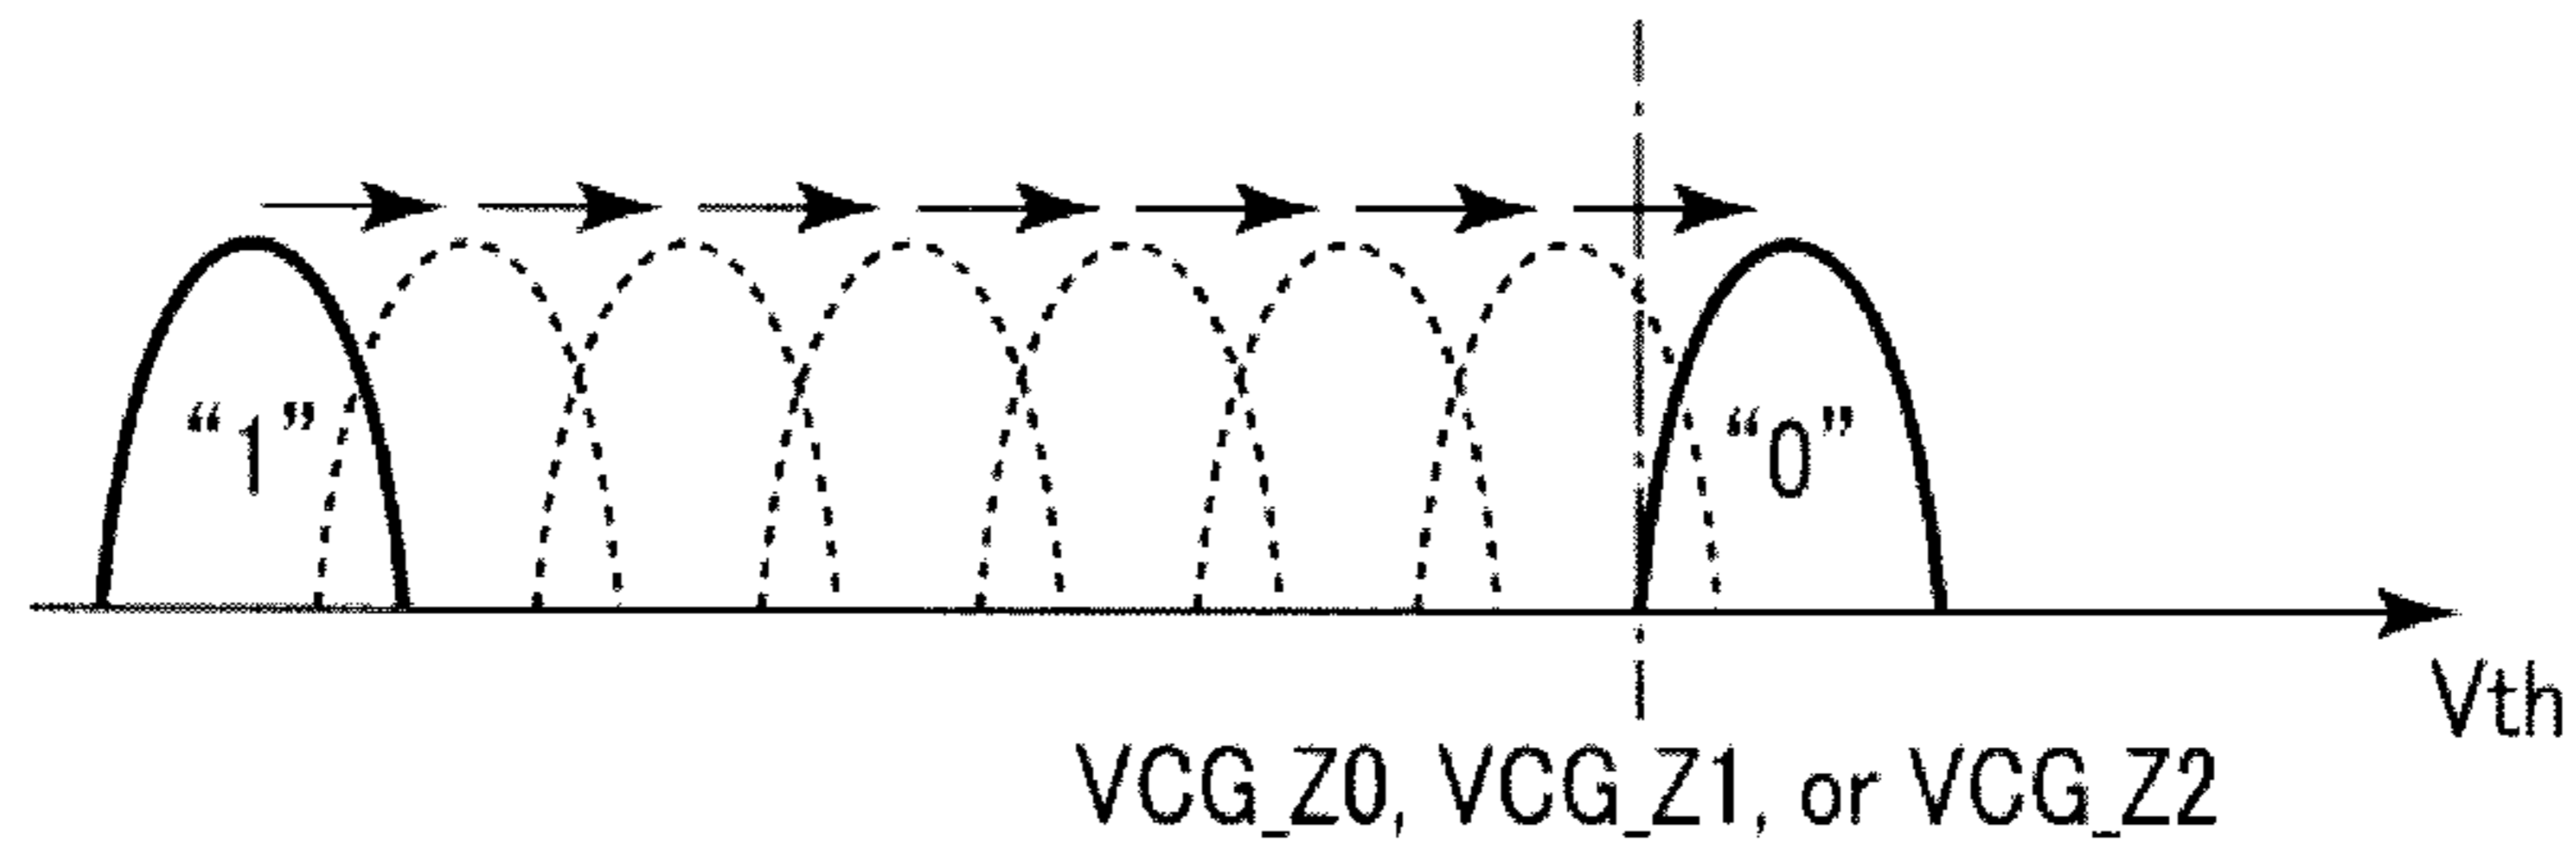 “1” “0”
Vth
VCG_Z0, VCG_Z1, or VCG_Z2